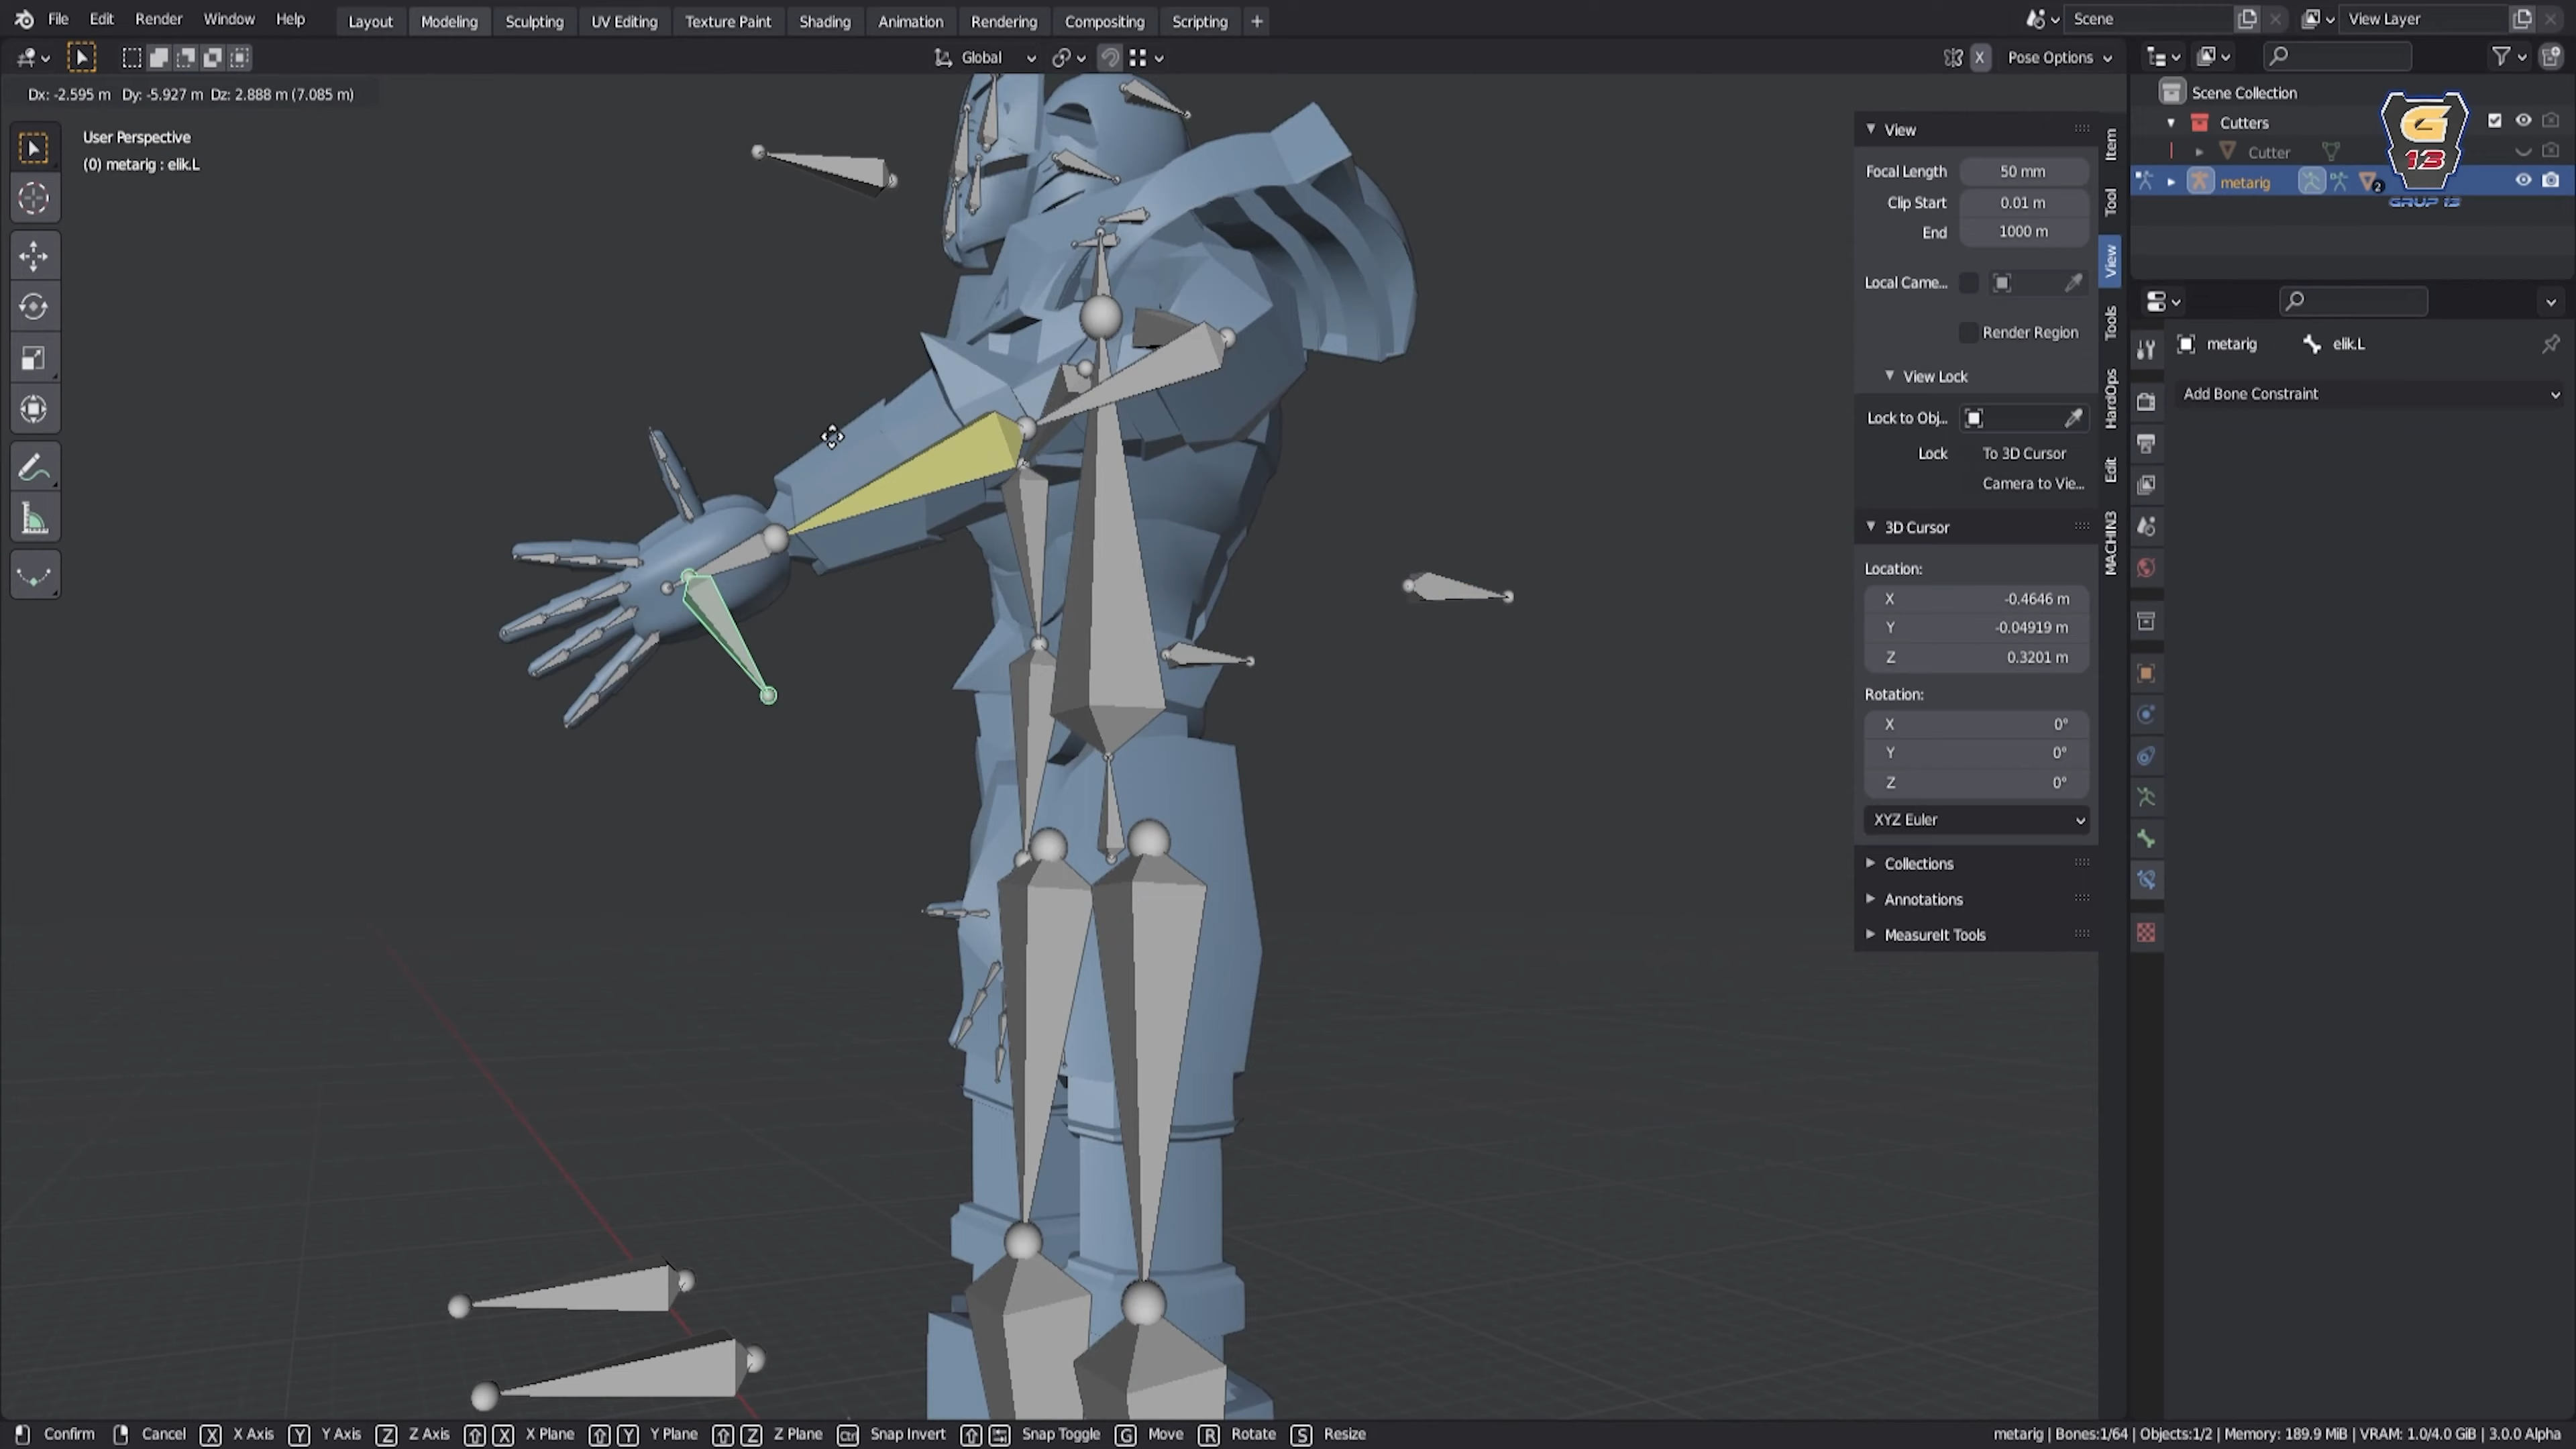 File Edit Render Window Help Layout Modeling Sculpting UV Editing Texture Paint Shading Animation Rendering Compositing Scripting + Scene View Layer
Global X Pose Options
Dx: -2.595 m Dy: -5.927 m Dz: 2.888 m (7.085 m)
User Perspective
(0) metarig : elik.L
View
Focal Length 50 mm
Clip Start 0.01 m
End 1000 m
Local Came...
Render Region
View Lock
Lock to Obj...
Lock To 3D Cursor
Camera to Vie...
3D Cursor
Location:
X -0.4646 m
Y -0.04919 m
Z 0.3201 m
Rotation:
X 0°
Y 0°
Z 0°
XYZ Euler
Collections
Annotations
MeasureIt Tools
Item
Tool
View
Tools
HardOps
Edit
MACHIN3
Scene Collection
Cutters
Cutter
metarig 2
G
13
GRUP 13
metarig elik.L
Add Bone Constraint
Confirm Cancel X X Axis Y Y Axis Z Z Axis X X Plane Y Y Plane Z Z Plane Ctrl Snap Invert Snap Toggle G Move R Rotate S Resize metarig | Bones:1/64 | Objects:1/2 | Memory: 189.9 MiB | VRAM: 1.0/4.0 GiB | 3.0.0 Alpha